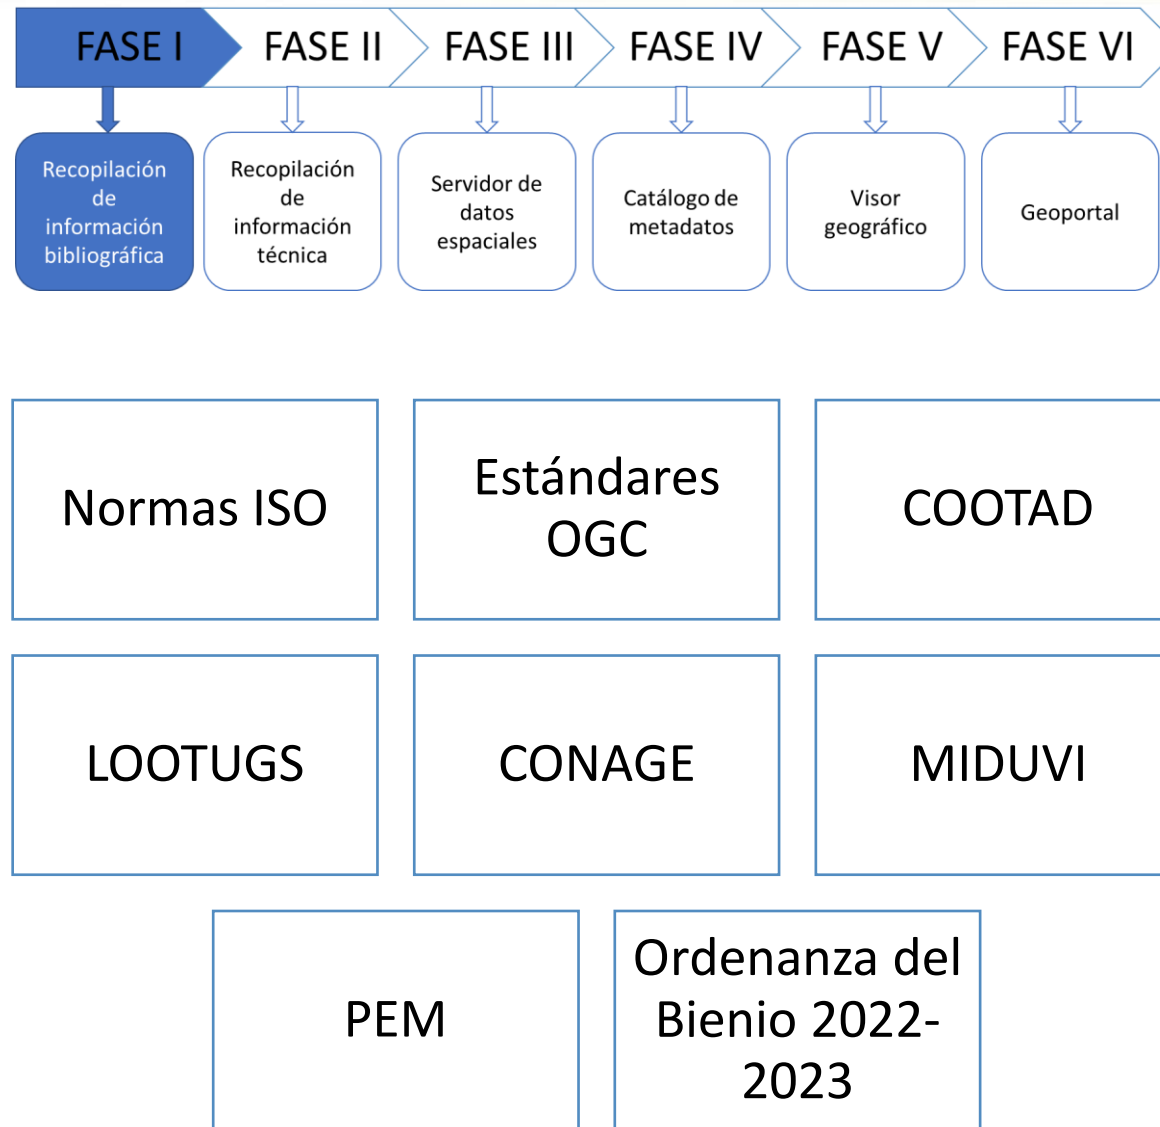 FASE I
FASE II
FASE III
FASE IV
FASE V
FASE VI
Recopilación
de
información
bibliográfica
Recopilación
de
información
técnica
Servidor de
datos
espaciales
Catálogo de
metadatos
Visor
geográfico
Geoportal
Normas ISO
Estándares
OGC
COOTAD
LOOTUGS
CONAGE
MIDUVI
PEM
Ordenanza del
Bienio 2022-
2023